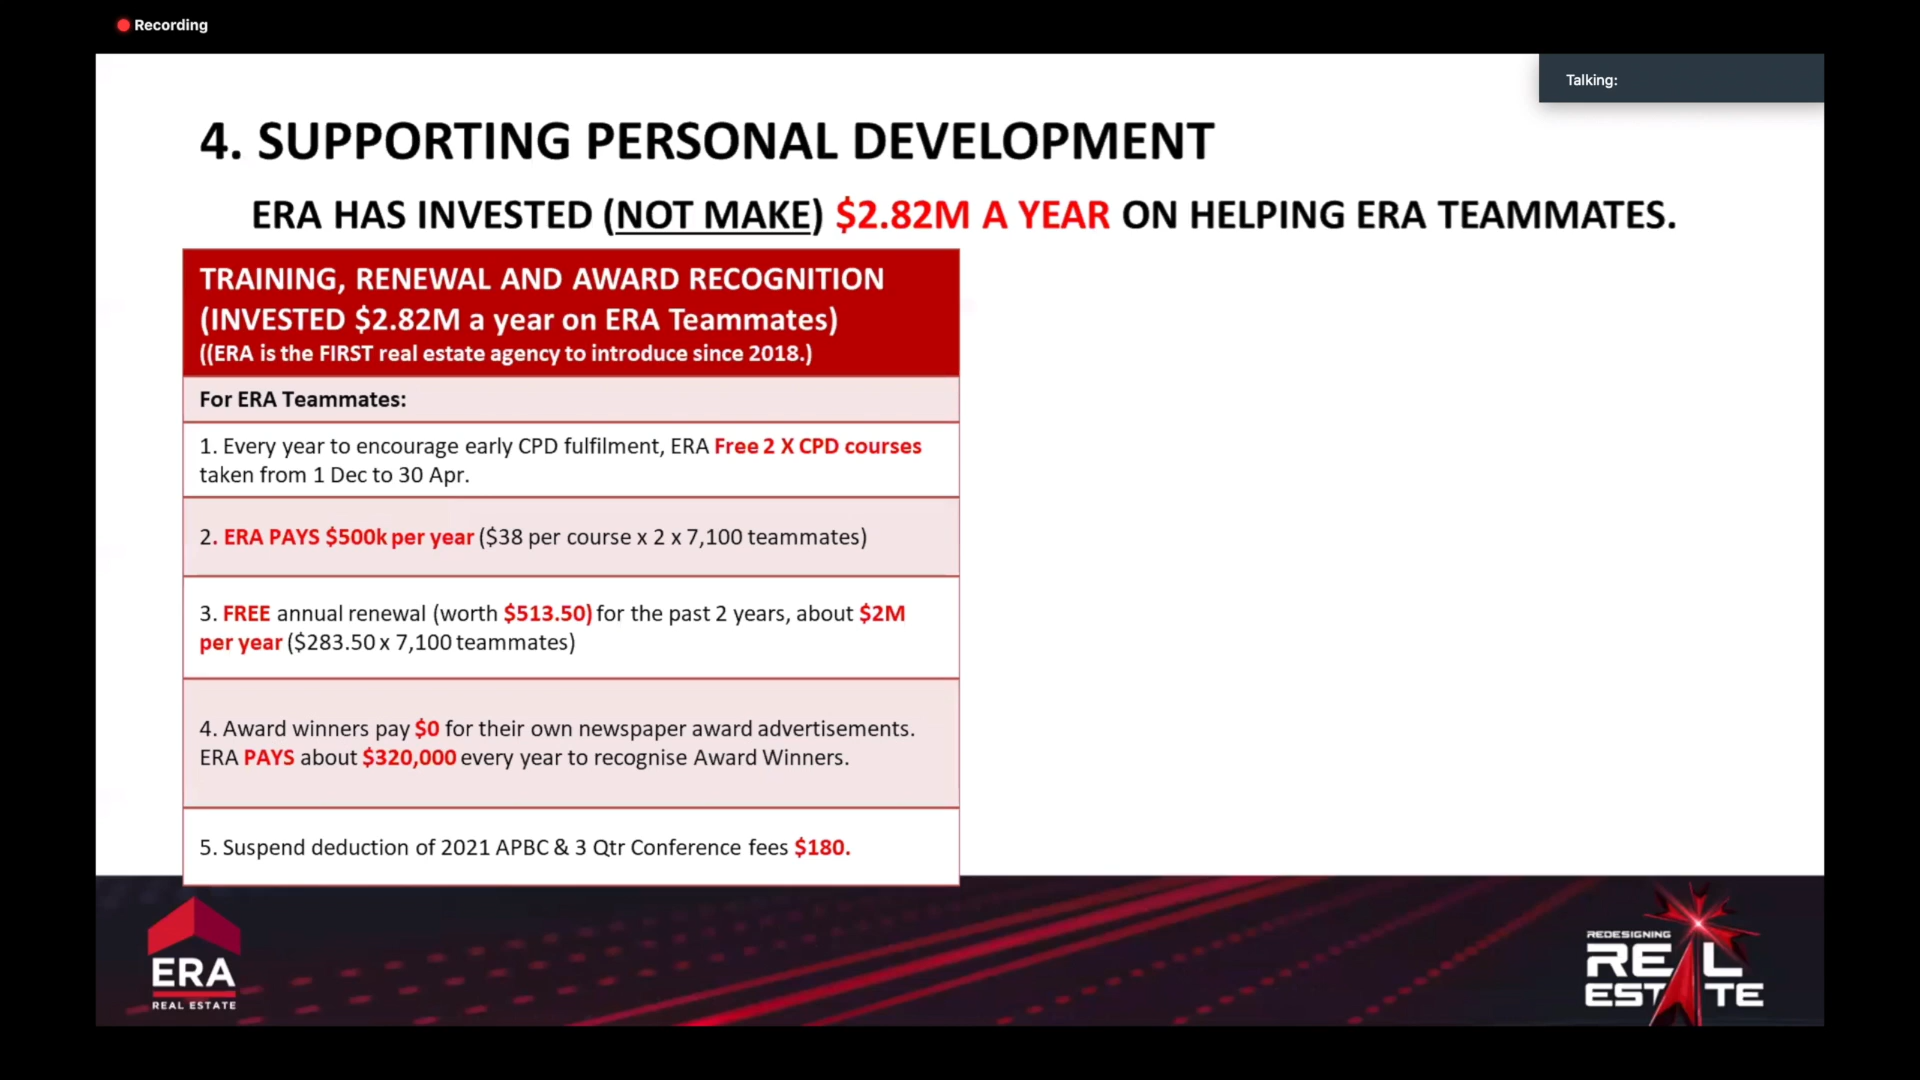 Recording
Talking:
4. SUPPORTING PERSONAL DEVELOPMENT
ERA HAS INVESTED (NOT MAKE) $2.82M A YEAR ON HELPING ERA TEAMMATES.
TRAINING, RENEWAL AND AWARD RECOGNITION
(INVESTED $2.82M a year on ERA Teammates)
((ERA is the FIRST real estate agency to introduce since 2018.)
For ERA Teammates:
1. Every year to encourage early CPD fulfilment, ERA Free 2 X CPD courses
taken from 1 Dec to 30 Apr.
2. ERA PAYS $500k per year ($38 per course x 2 x 7,100 teammates)
3. FREE annual renewal (worth $513.50) for the past 2 years, about $2M
per year ($283.50 x 7,100 teammates)
4. Award winners pay $0 for their own newspaper award advertisements.
ERA PAYS about $320,000 every year to recognise Award Winners.
5. Suspend deduction of 2021 APBC & 3 Qtr Conference fees $180.
ERA
REAL ESTATE
REDESIGNING
REAL
ESTATE